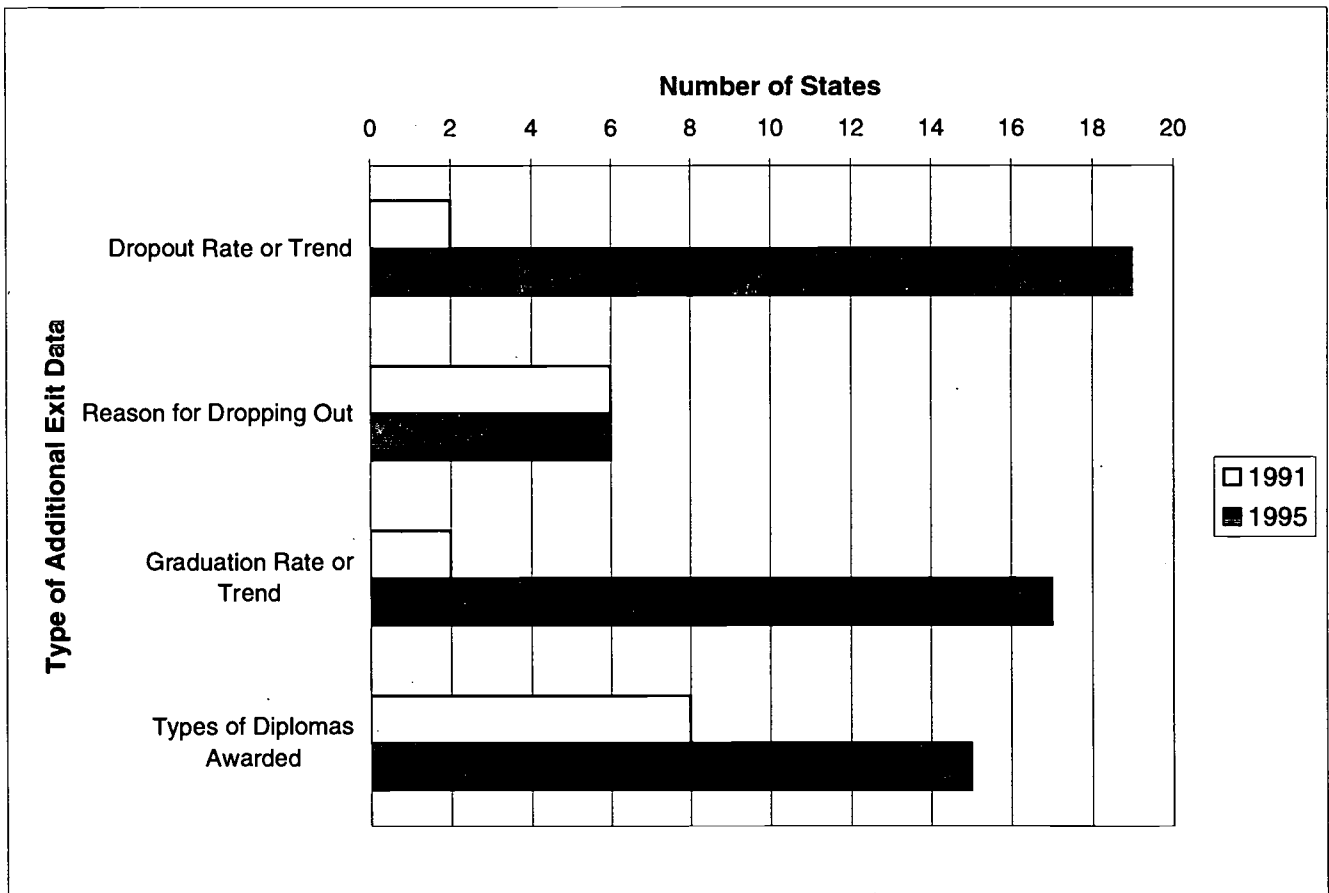 Number of States
0 2 4 6 8 10 12 14 16 18 20
Type of Additional Exit Data
Dropout Rate or Trend
Reason for Dropping Out
Graduation Rate or
Trend
Types of Diplomas
Awarded
1991
1995